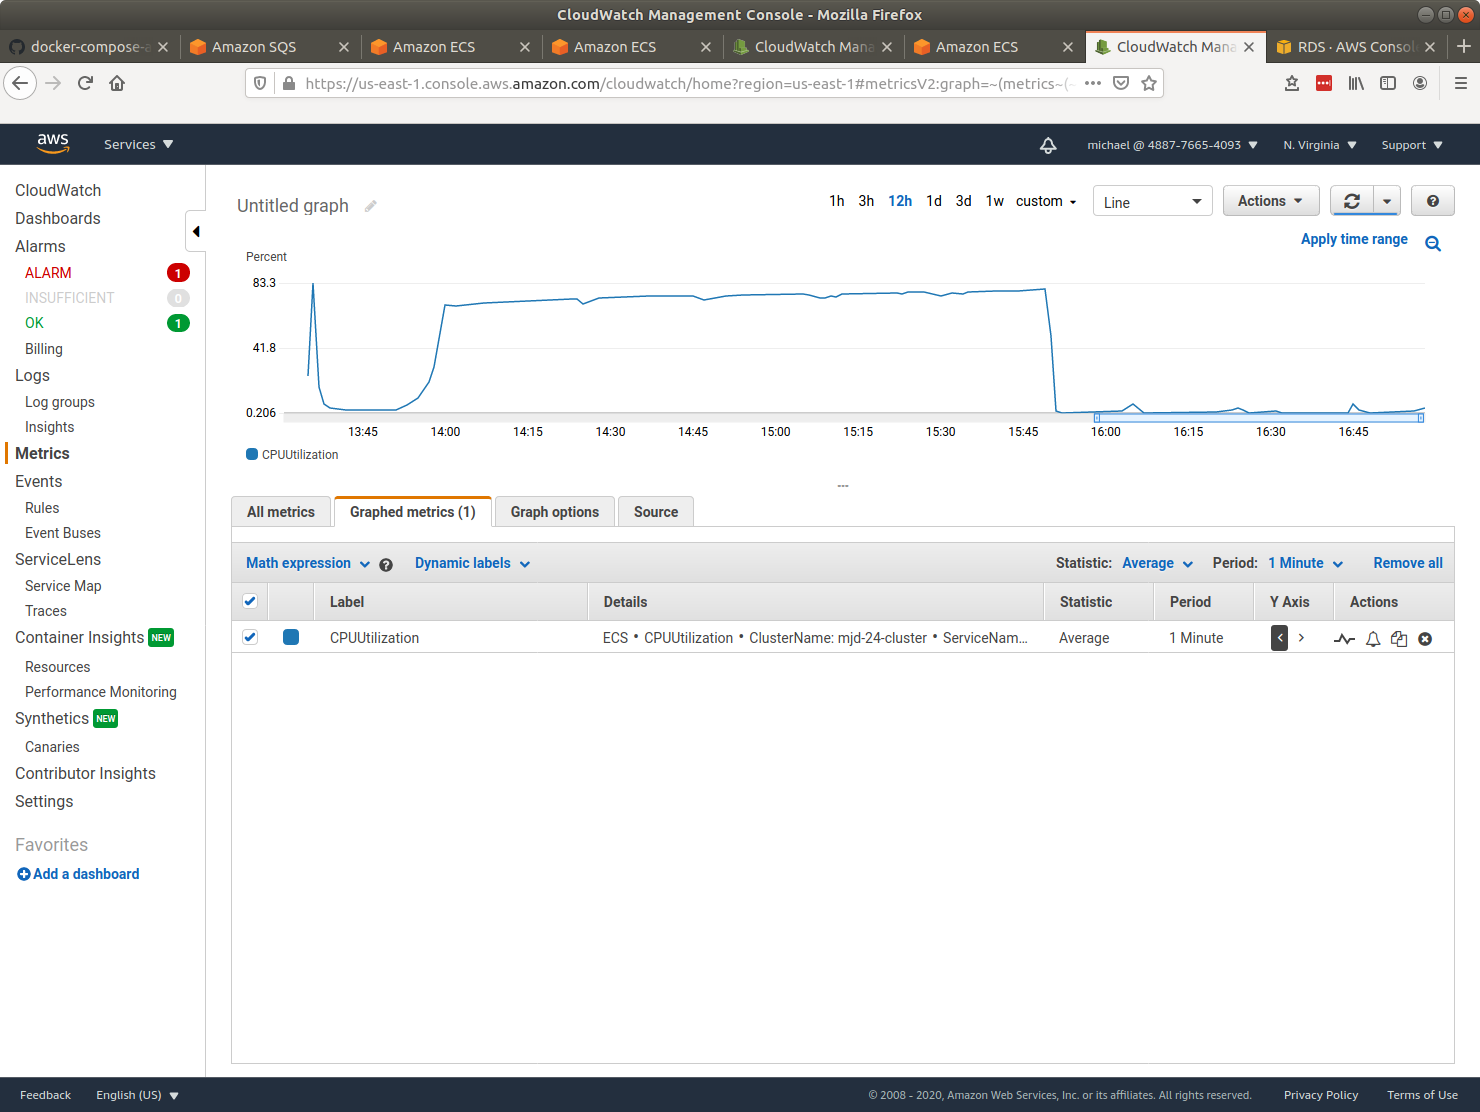 CloudWatch Management Console - Mozilla Firefox
docker-compose-a
Amazon SQS
Amazon ECS
Amazon ECS
CloudWatch Mana
Amazon ECS
CloudWatch Mana
RDS · AWS Consol
https://us-east-1.console.aws.amazon.com/cloudwatch/home?region=us-east-1#metricsV2:graph=~(metrics~(~
aws
Services
michael @ 4887-7665-4093
N. Virginia
Support
CloudWatch
Dashboards
Alarms
ALARM 1
INSUFFICIENT 0
OK 1
Billing
Logs
Log groups
Insights
Metrics
Events
Rules
Event Buses
ServiceLens
Service Map
Traces
Container Insights NEW
Resources
Performance Monitoring
Synthetics NEW
Canaries
Contributor Insights
Settings
Favorites
Add a dashboard
Untitled graph
1h 3h 12h 1d 3d 1w custom
Line
Actions
Apply time range
Percent
83.3
41.8
0.206
13:45 14:00 14:15 14:30 14:45 15:00 15:15 15:30 15:45 16:00 16:15 16:30 16:45
CPUUtilization
All metrics
Graphed metrics (1)
Graph options
Source
Math expression
Dynamic labels
Statistic: Average
Period: 1 Minute
Remove all
Label Details Statistic Period Y Axis Actions
CPUUtilization ECS • CPUUtilization • ClusterName: mjd-24-cluster • ServiceNam... Average 1 Minute
Feedback
English (US)
© 2008 - 2020, Amazon Web Services, Inc. or its affiliates. All rights reserved.
Privacy Policy
Terms of Use